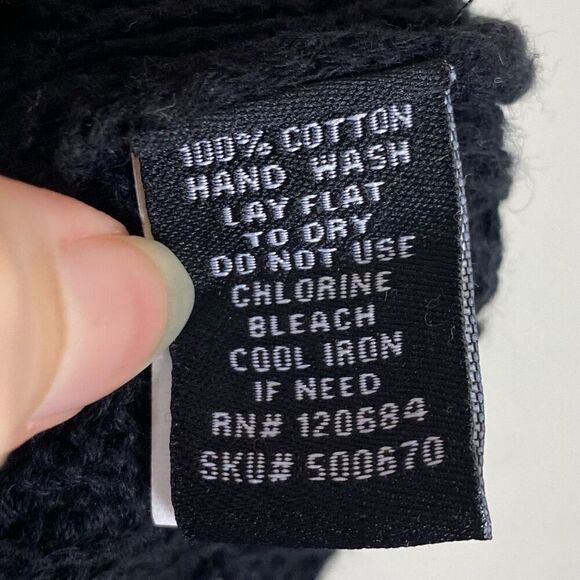 100% COTTON
HAND WASH
LAY FLAT
TO DRY
DO NOT USE
CHLORINE
BLEACH
COOL IRON
IF NEED
RN# 120684
SKU# S00670